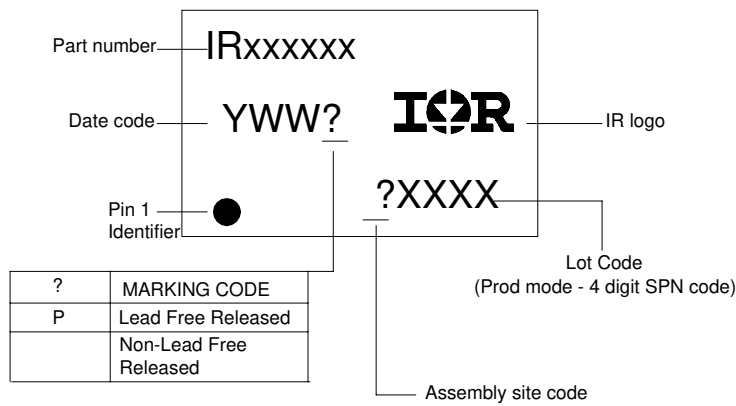 Part number
IRxxxxxx
Date code
YWW?
IOR
IR logo
Pin 1
Identifier
?XXXX
Lot Code
(Prod mode - 4 digit SPN code)
? MARKING CODE
P Lead Free Released
Non-Lead Free
Released
Assembly site code